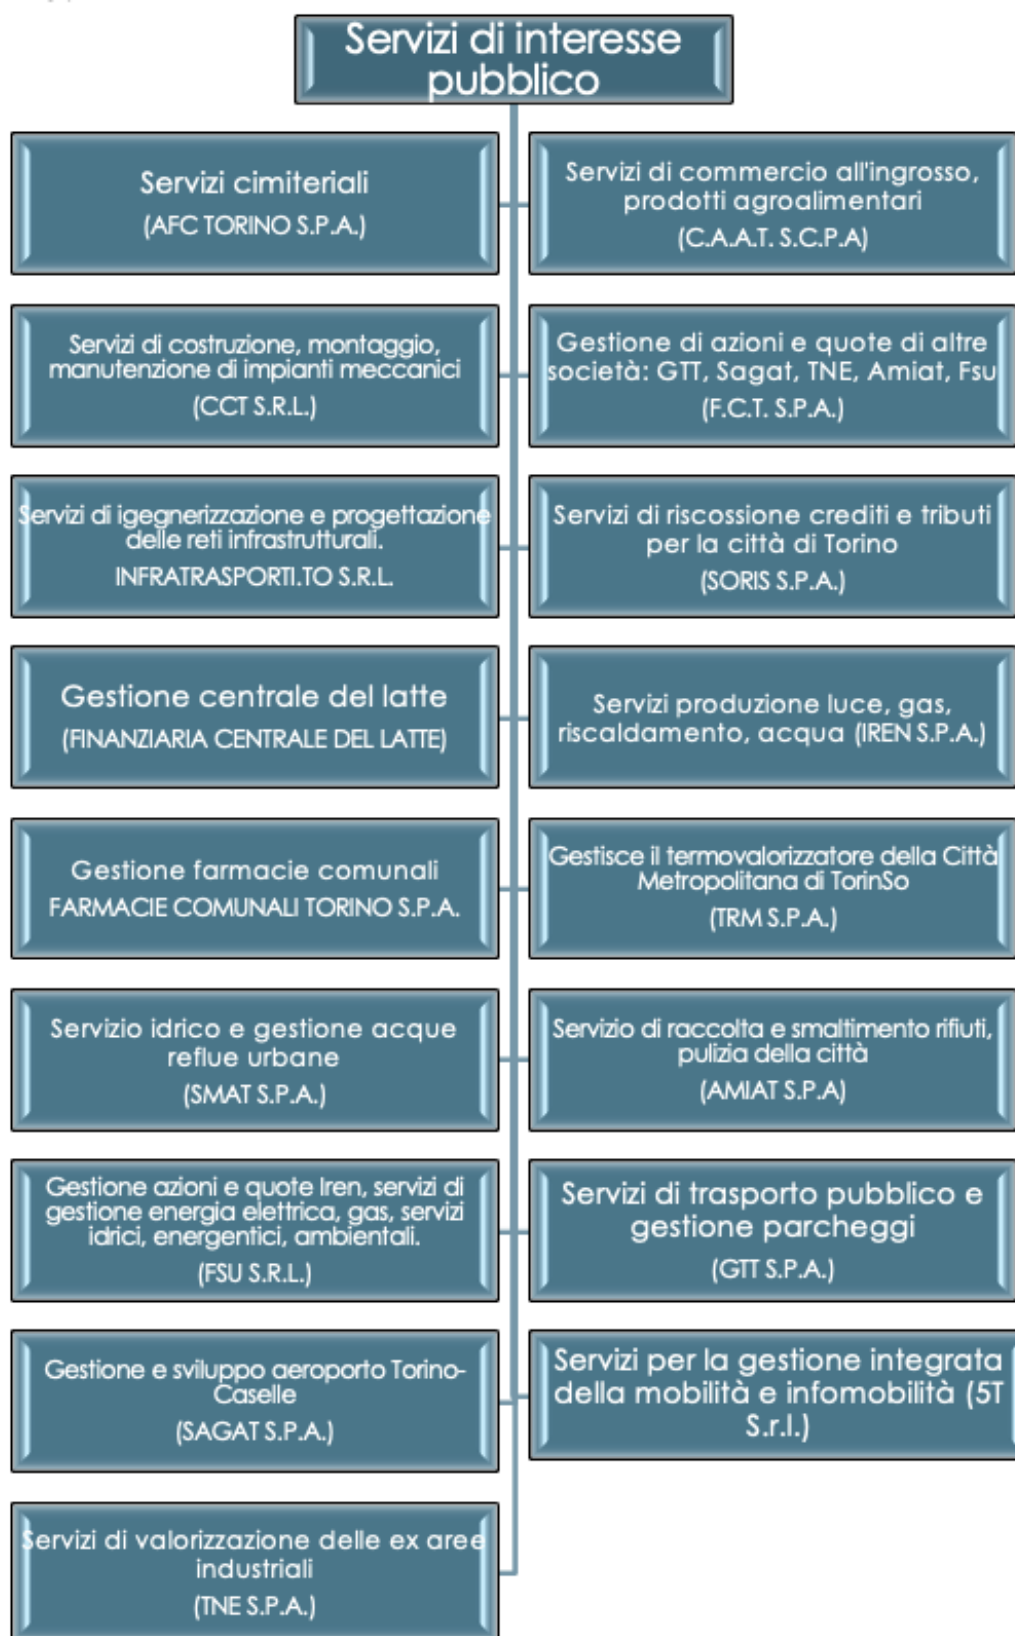 Servizi di interesse
pubblico
Servizi cimiteriali
(AFC TORINO S.P.A.)
Servizi di commercio all'ingrosso,
prodotti agroalimentari
(C.A.A.T. S.C.P.A)
Servizi di costruzione, montaggio,
manutenzione di impianti meccanici
(CCT S.R.L.)
Gestione di azioni e quote di altre
società: GTT, Sagat, TNE, Amiat, Fsu
(F.C.T. S.P.A.)
Servizi di igegnerizzazione e progettazione
delle reti infrastrutturali.
INFRATRASPORTI.TO S.R.L.
Servizi di riscossione crediti e tributi
per la città di Torino
(SORIS S.P.A.)
Gestione centrale del latte
(FINANZIARIA CENTRALE DEL LATTE)
Servizi produzione luce, gas,
riscaldamento, acqua (IREN S.P.A.)
Gestione farmacie comunali
FARMACIE COMUNALI TORINO S.P.A.
Gestisce il termovalorizzatore della Città
Metropolitana di TorinSo
(TRM S.P.A.)
Servizio idrico e gestione acque
reflue urbane
(SMAT S.P.A.)
Servizio di raccolta e smaltimento rifiuti,
pulizia della città
(AMIAT S.P.A)
Gestione azioni e quote Iren, servizi di
gestione energia elettrica, gas, servizi
idrici, energentici, ambientali.
(FSU S.R.L.)
Servizi di trasporto pubblico e
gestione parcheggi
(GTT S.P.A.)
Gestione e sviluppo aeroporto Torino-
Caselle
(SAGAT S.P.A.)
Servizi per la gestione integrata
della mobilità e infomobilità (5T
S.r.l.)
Servizi di valorizzazione delle ex aree
industriali
(TNE S.P.A.)